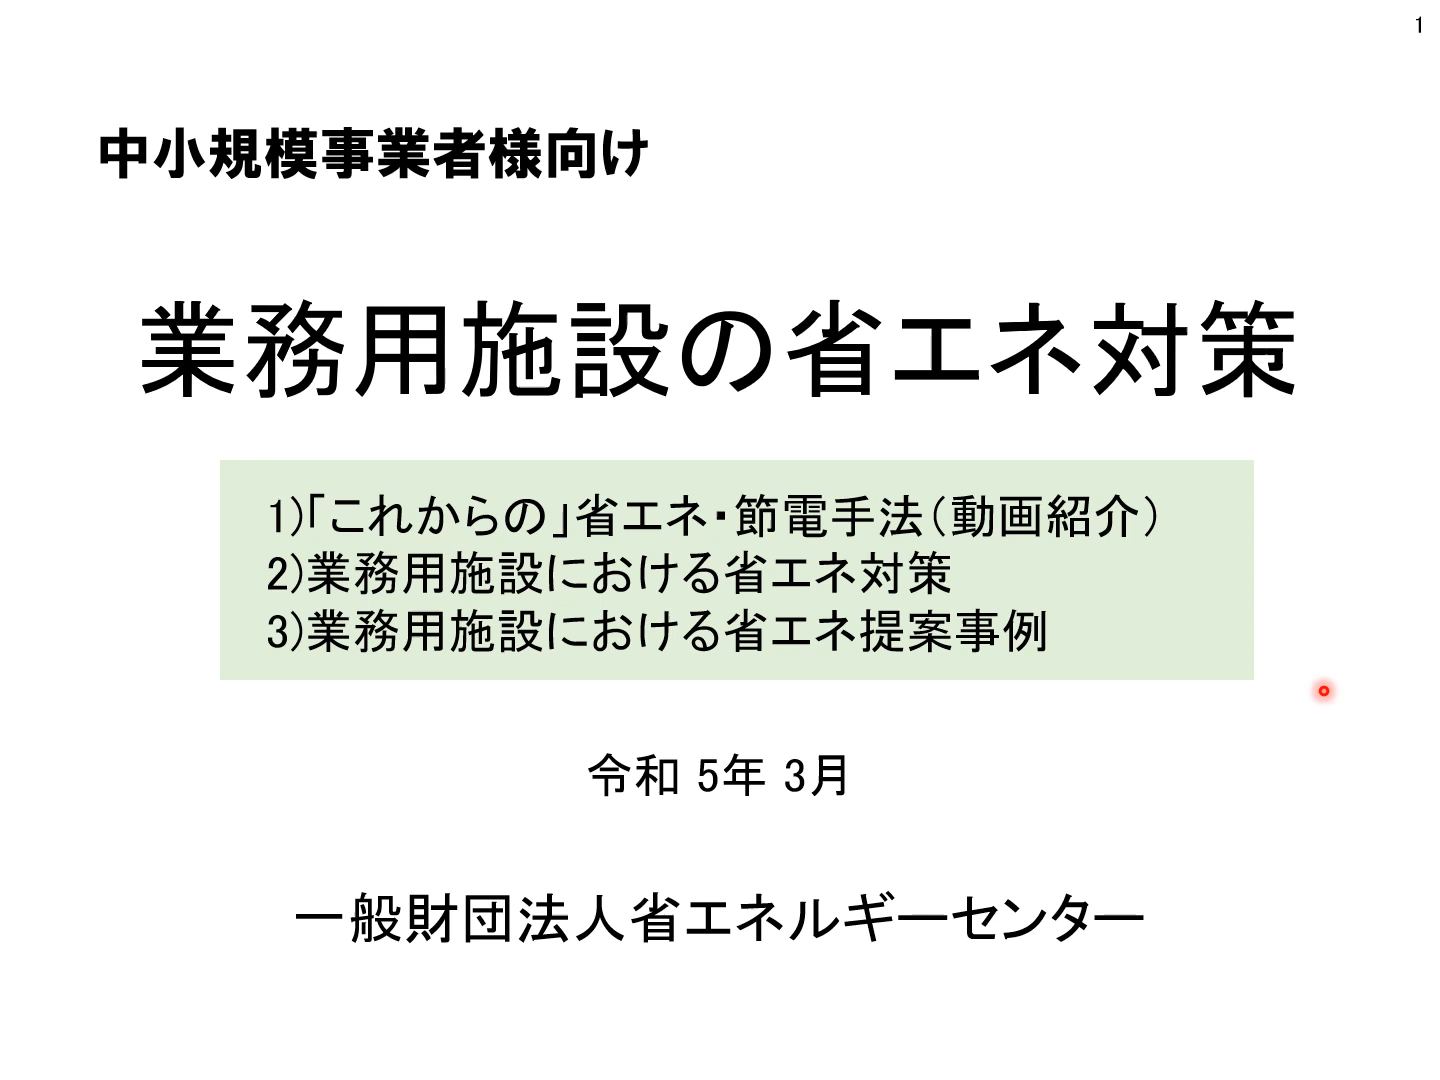 1
中小規模事業者様向け
業務用施設の省エネ対策
1)｢これからの｣省エネ・節電手法（動画紹介）
2)業務用施設における省エネ対策
3)業務用施設における省エネ提案事例
令和 5年 3月
一般財団法人省エネルギーセンター